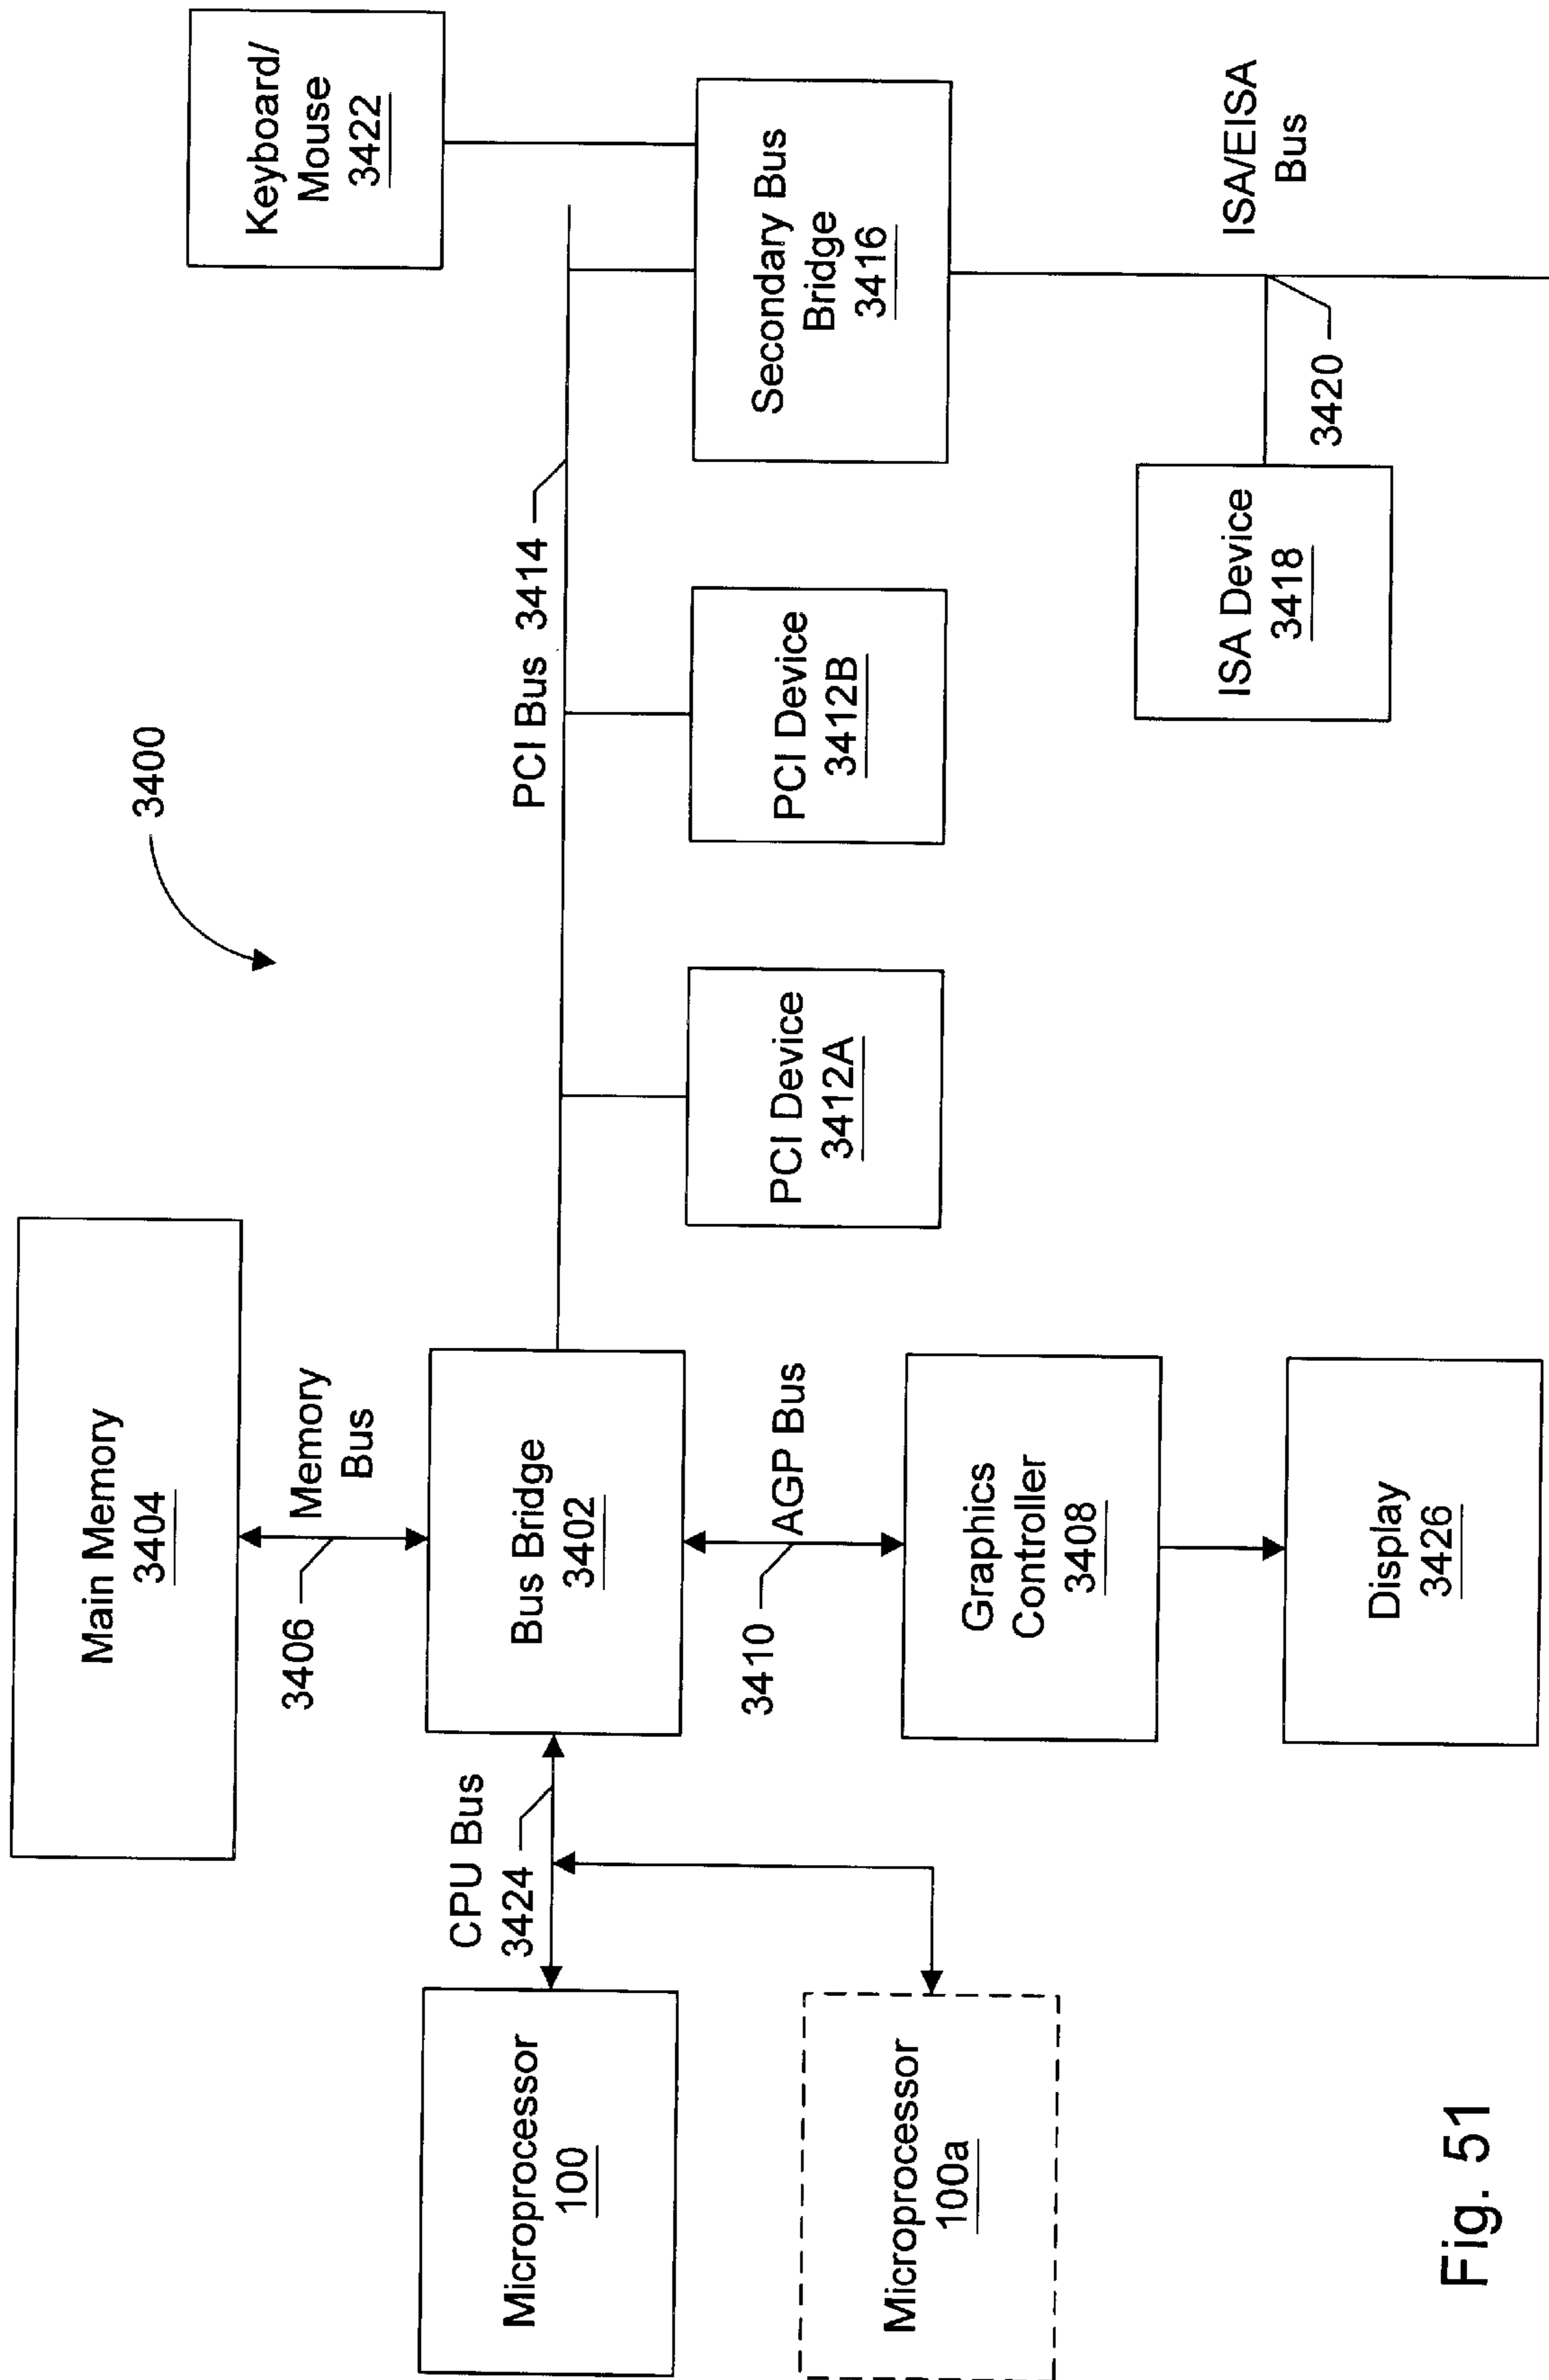 3400
Main Memory
3404
Keyboard/
Mouse
3422
3406
Memory
Bus
CPU Bus
3424
PCI Bus 3414
Microprocessor
100
Bus Bridge
3402
PCI Device
3412A
PCI Device
3412B
Secondary Bus
Bridge
3416
3410
AGP Bus
Microprocessor
100a
Graphics
Controller
3408
ISA Device
3418
ISA/EISA
Bus
3420
Display
3426
Fig. 51